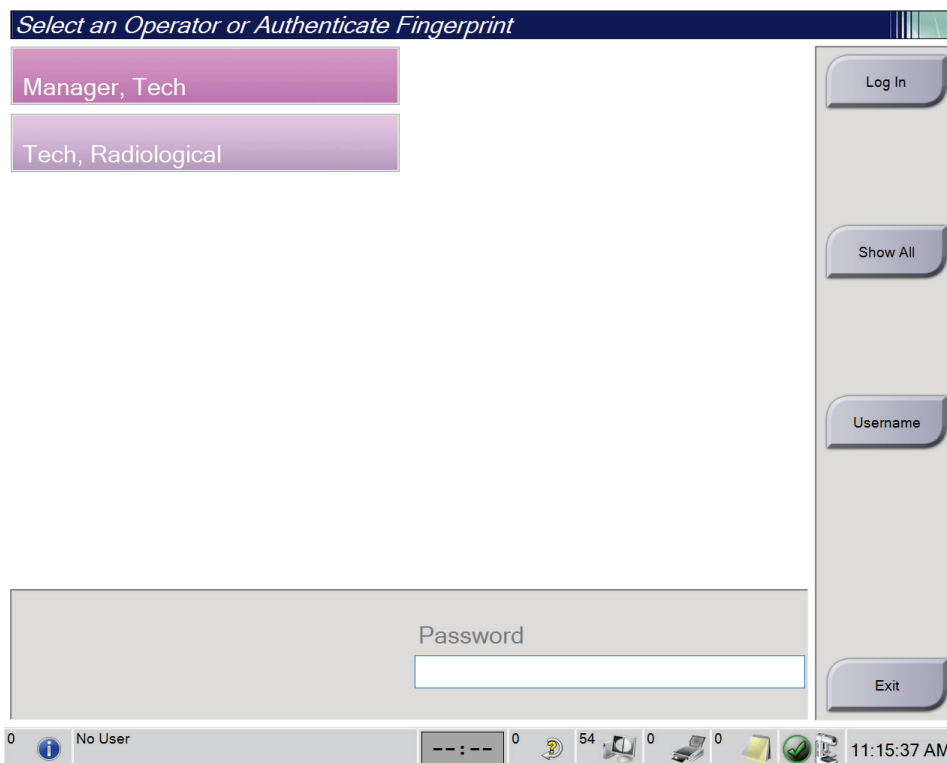 Select an Operator or Authenticate Fingerprint
Manager, Tech
Log In
Tech, Radiological
Show All
Username
Password
Exit
0
No User
--:--
0
54
0
0
11:15:37 AM